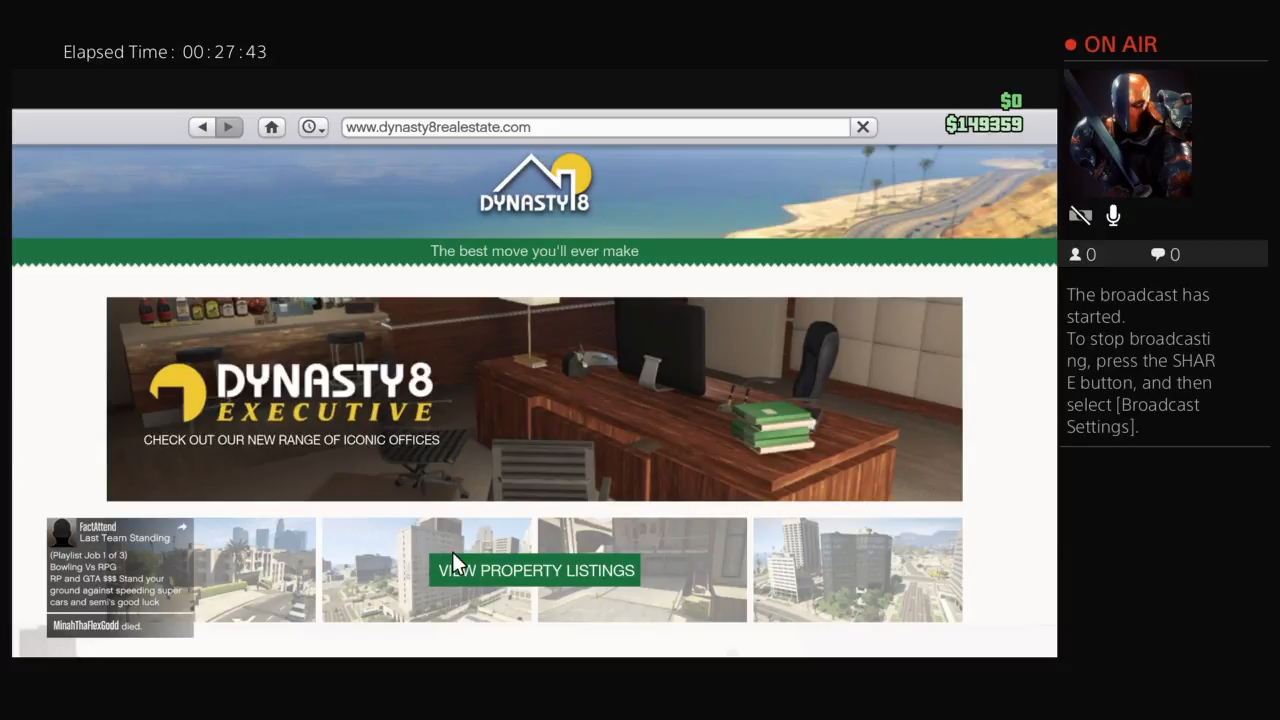 Elapsed Time: 00:27:43
ON AIR
$0
$149359
www.dynasty8realestate.com
DYNASTY8
The best move you'll ever make
0 0
The broadcast has
started.
To stop broadcasti
ng, press the SHAR
E button, and then
select [Broadcast
Settings].
DYNASTY8
EXECUTIVE
CHECK OUT OUR NEW RANGE OF ICONIC OFFICES
VIEW PROPERTY LISTINGS
FactAttend
Last Team Standing
(Playlist Job 1 of 3)
Bowling Vs RPG
RP and GTA $$$ Stand your
ground against speeding super
cars and semi's good luck
MinahThaFlexGodd died.